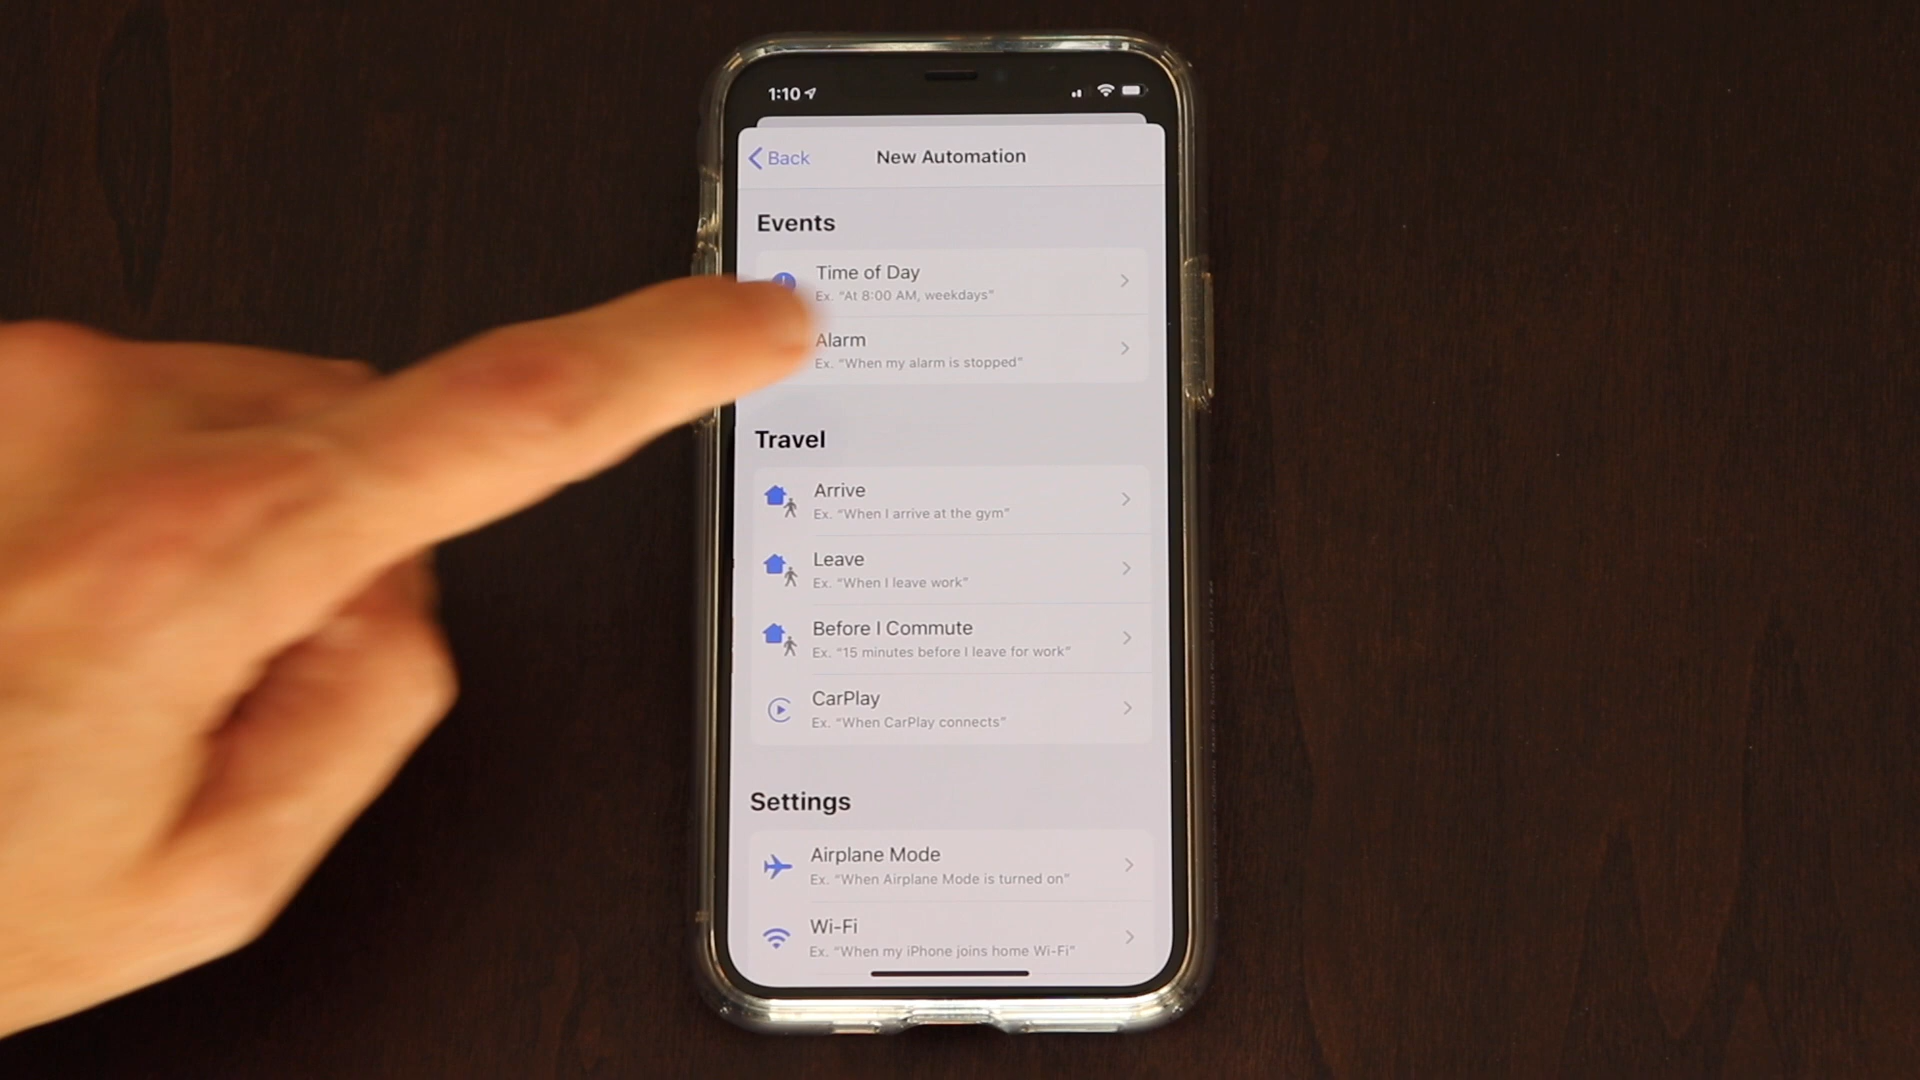 1:10
Back
New Automation
Events
Time of Day
Ex. “At 8:00 AM, weekdays”
Alarm
Ex. “When my alarm is stopped”
Travel
Arrive
Ex. “When I arrive at the gym”
Leave
Ex. “When I leave work”
Before I Commute
Ex. “15 minutes before I leave for work”
CarPlay
Ex. “When CarPlay connects”
Settings
Airplane Mode
Ex. “When Airplane Mode is turned on”
Wi-Fi
Ex. “When my iPhone joins home Wi-Fi”